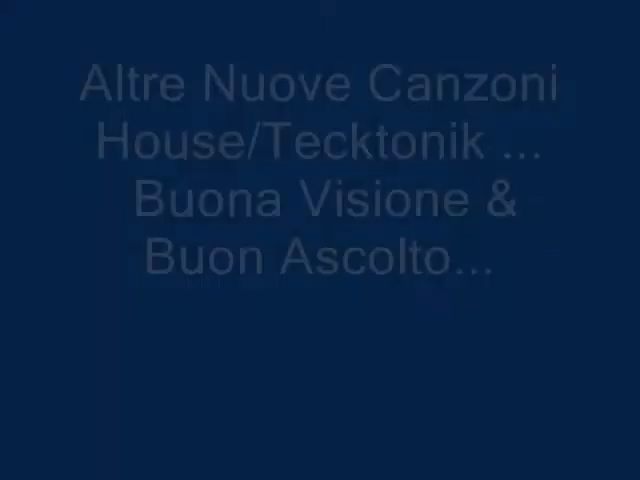 Altre Nuove Canzoni
House/Tecktonik ...
Buona Visione &
Buon Ascolto...